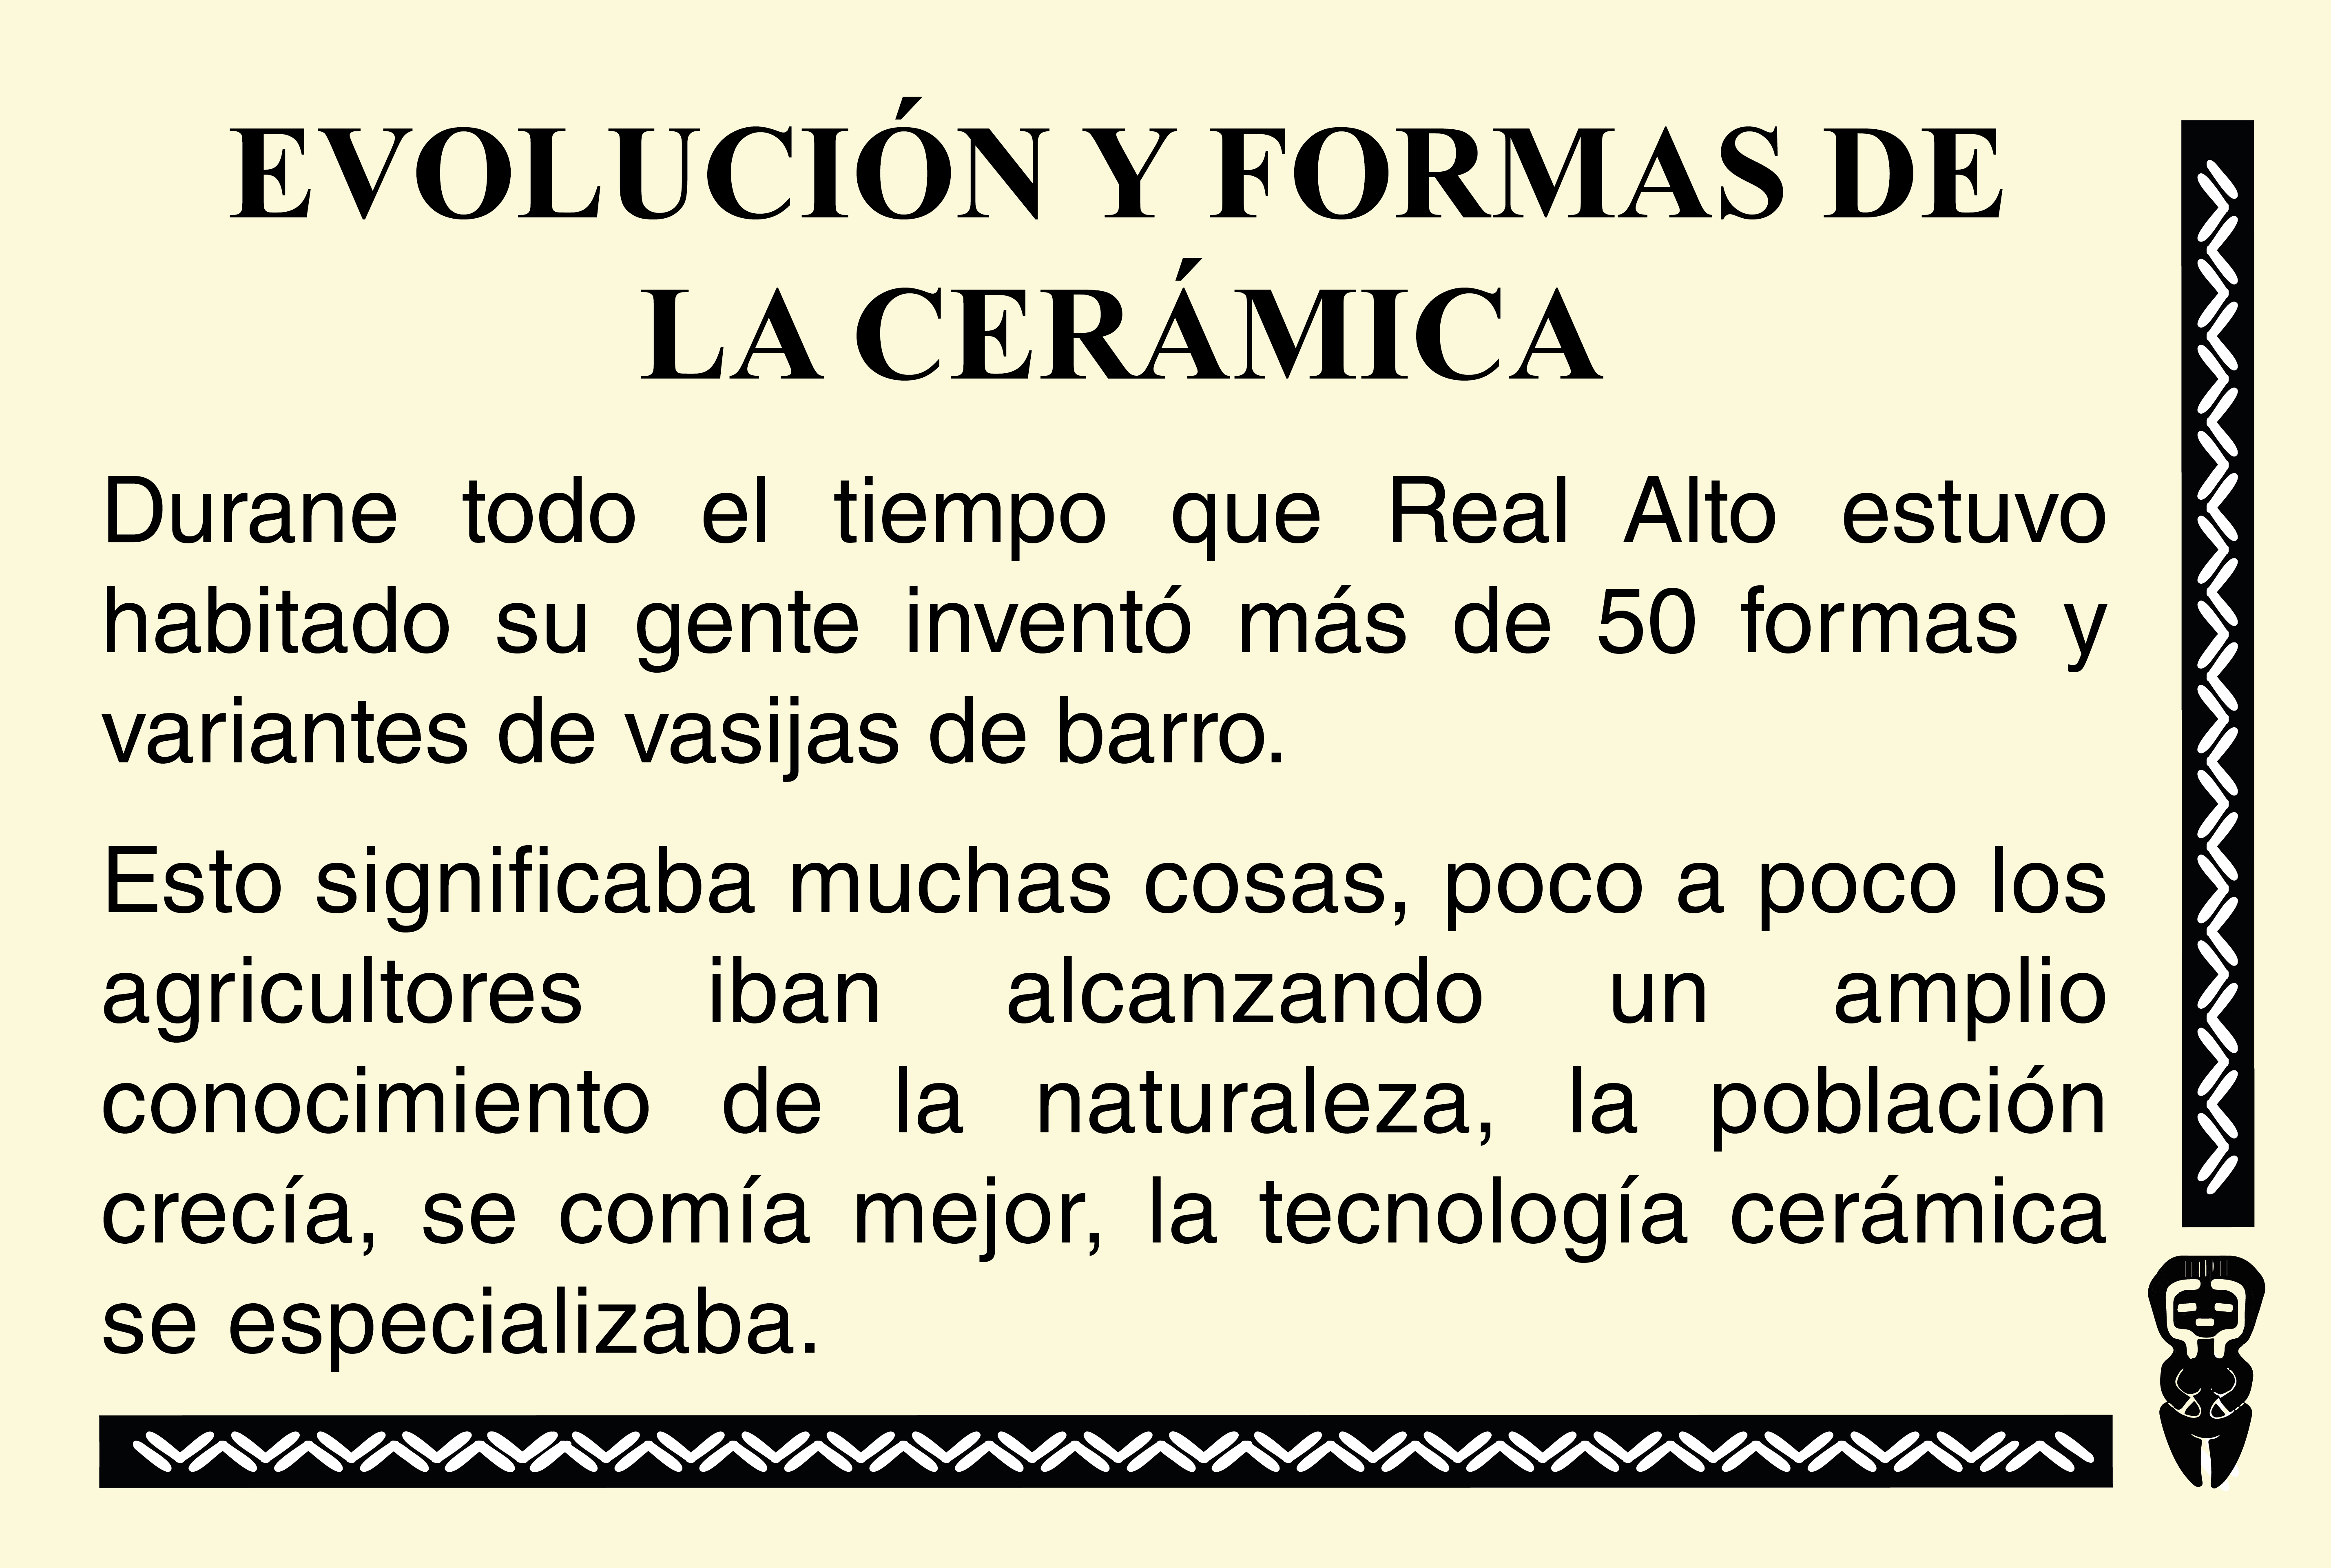 EVOLUCIÓN Y FORMAS DE
LA CERÁMICA
Durane todo el tiempo que Real Alto estuvo
habitado su gente inventó más de 50 formas y
variantes de vasijas de barro.
Esto significaba muchas cosas, poco a poco los
agricultores iban alcanzando un amplio
conocimiento de la naturaleza, la población
crecía, se comía mejor, la tecnología cerámica
se especializaba.